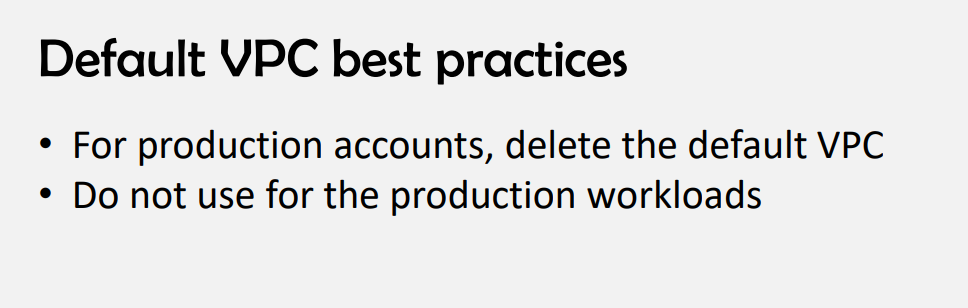 Default VPC best practices
• For production accounts, delete the default VPC
• Do not use for the production workloads